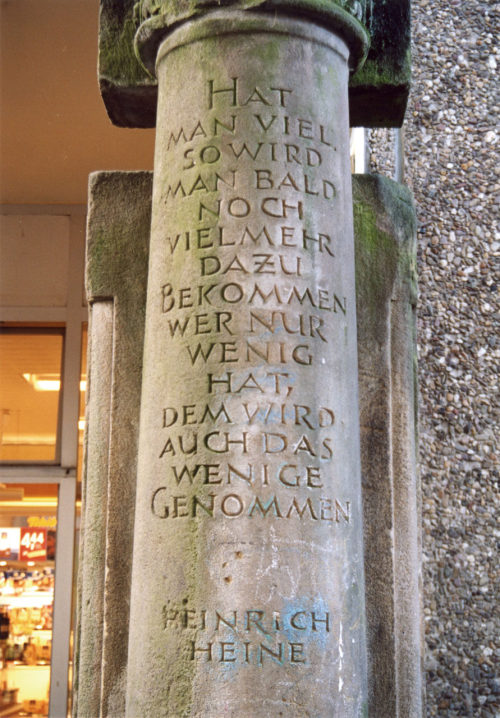 HAT
MAN VIEL,
SO WIRD
MAN BALD
NOCH
VIELMEHR
DAZU
BEKOMMEN
WER NUR
WENIG
HAT,
DEM WIRD
AUCH DAS
WENIGE
GENOMMEN
HEINRICH
HEINE